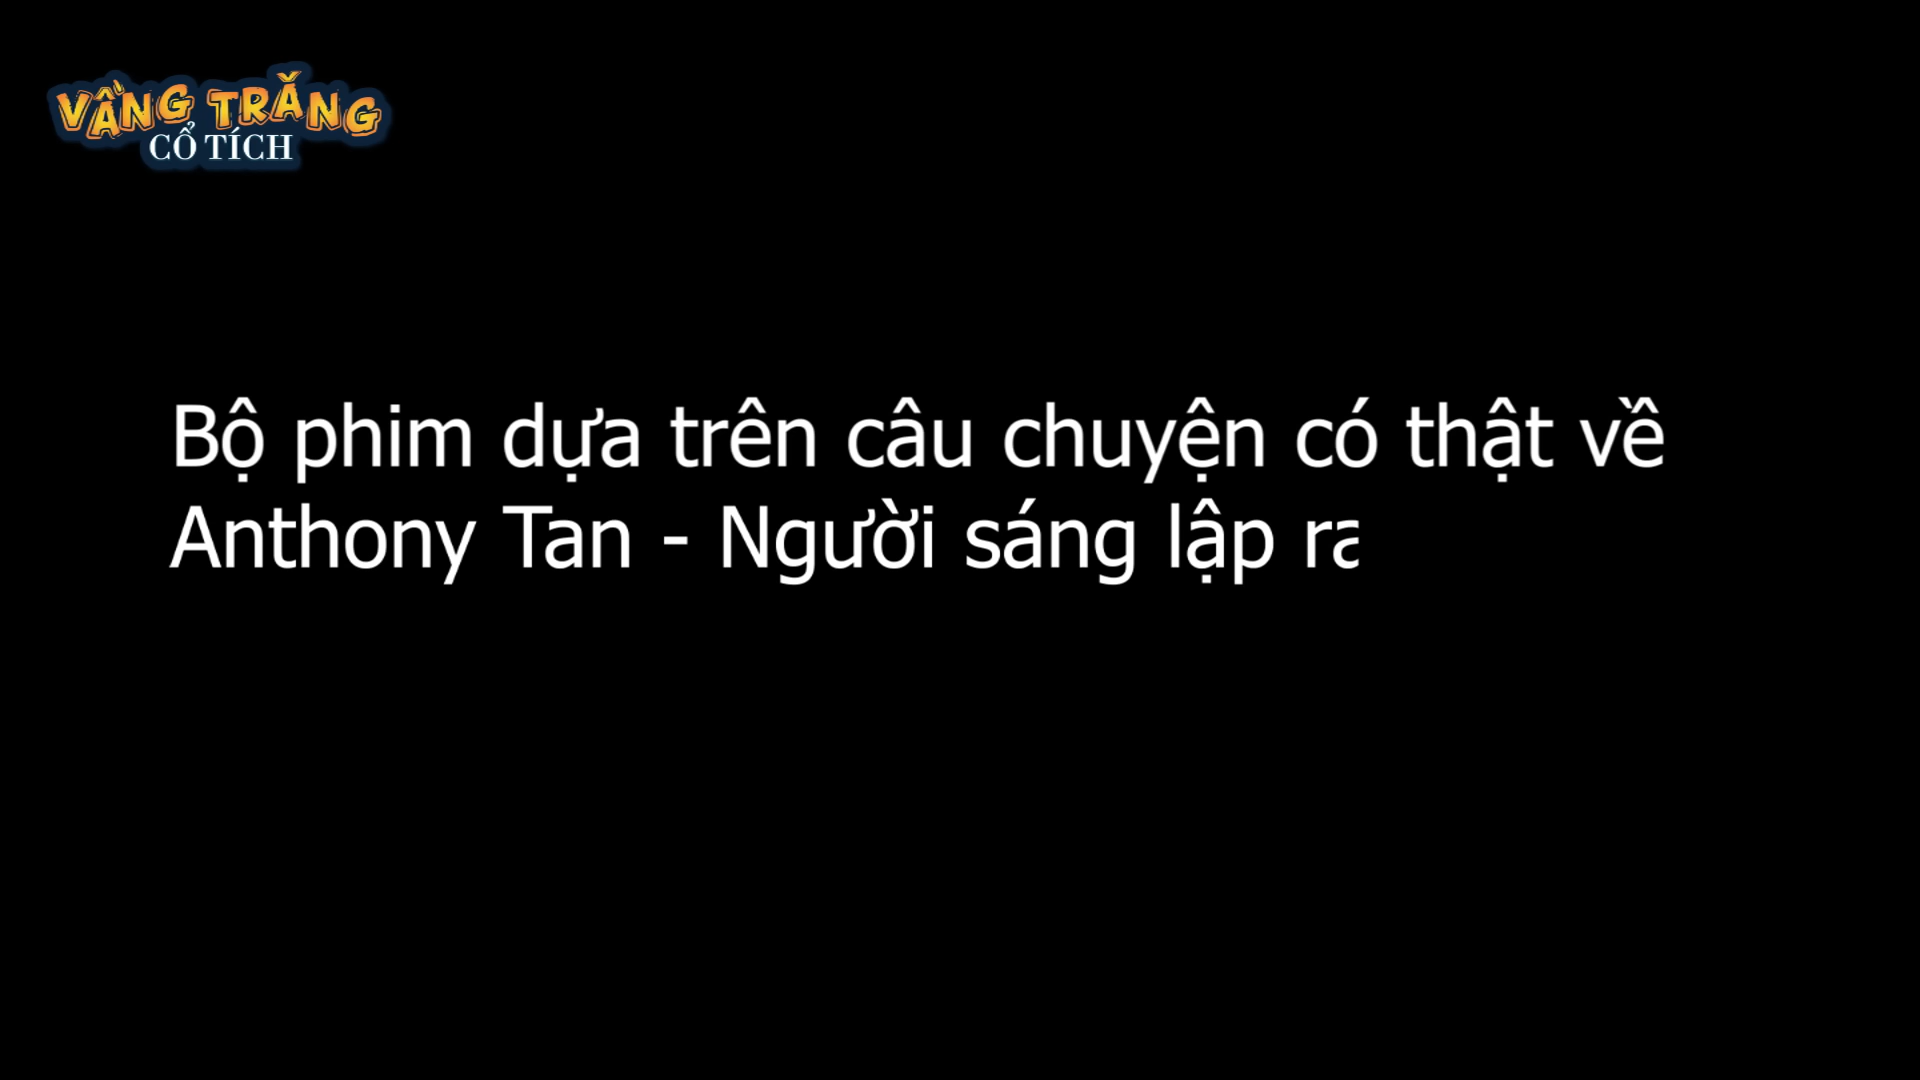 VẦNG TRĂNG
CỔ TÍCH
Bộ phim dựa trên câu chuyện có thật về
Anthony Tan - Người sáng lập ra